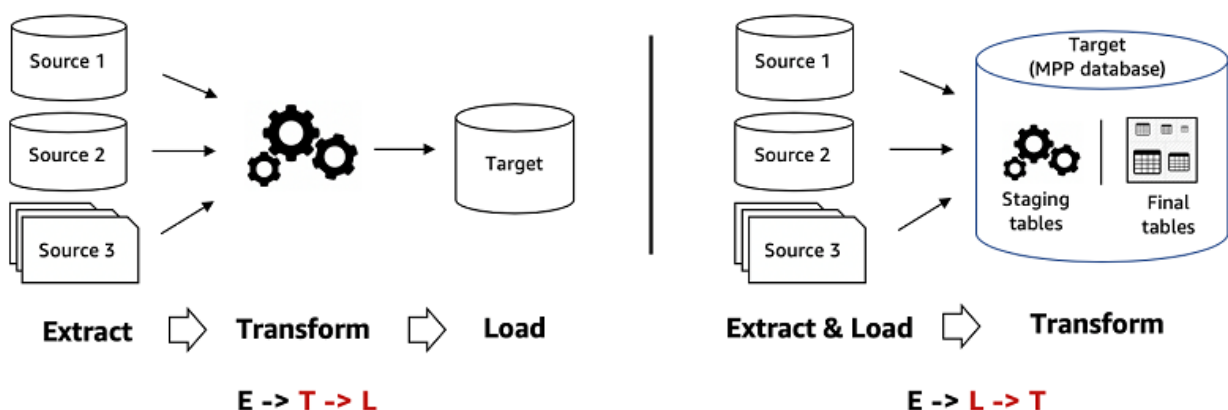 Source 1
Source 2
Source 3
Target
Extract
Transform
Load
E -> T -> L
Source 1
Source 2
Source 3
Target
(MPP database)
Staging
tables
Final
tables
Extract & Load
Transform
E -> L -> T